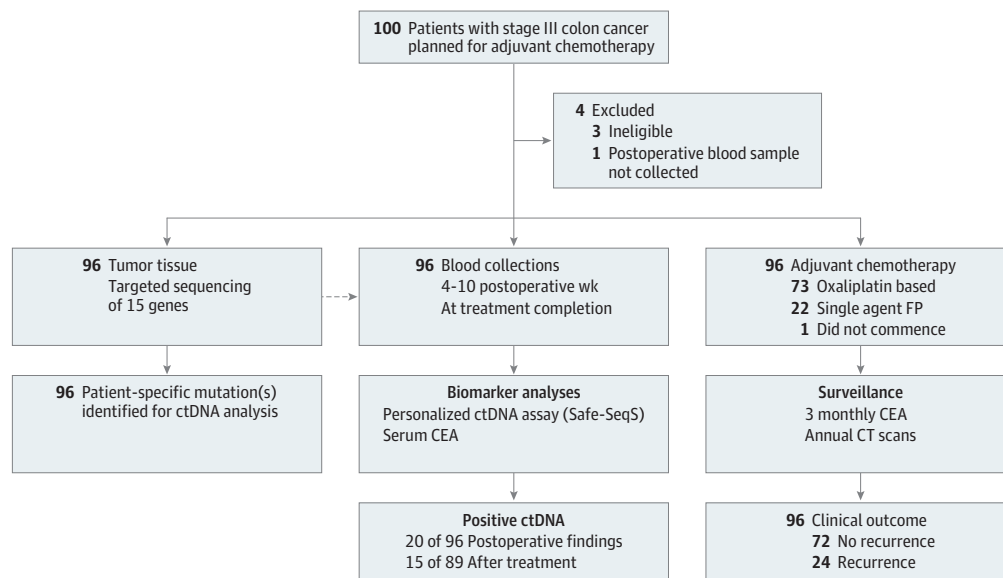 100 Patients with stage III colon cancer
planned for adjuvant chemotherapy
4 Excluded
3 Ineligible
1 Postoperative blood sample
not collected
96 Tumor tissue
Targeted sequencing
of 15 genes
96 Blood collections
4-10 postoperative wk
At treatment completion
96 Adjuvant chemotherapy
73 Oxaliplatin based
22 Single agent FP
1 Did not commence
96 Patient-specific mutation(s)
identified for ctDNA analysis
Biomarker analyses
Personalized ctDNA assay (Safe-SeqS)
Serum CEA
Surveillance
3 monthly CEA
Annual CT scans
Positive ctDNA
20 of 96 Postoperative findings
15 of 89 After treatment
96 Clinical outcome
72 No recurrence
24 Recurrence